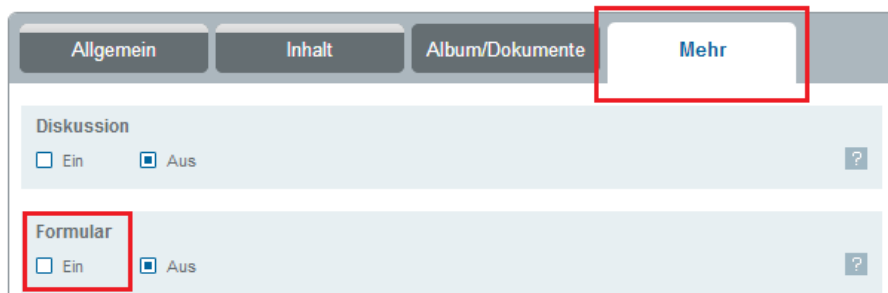 Allgemein Inhalt Album/Dokumente Mehr
Diskussion
Ein Aus ?
Formular
Ein Aus ?